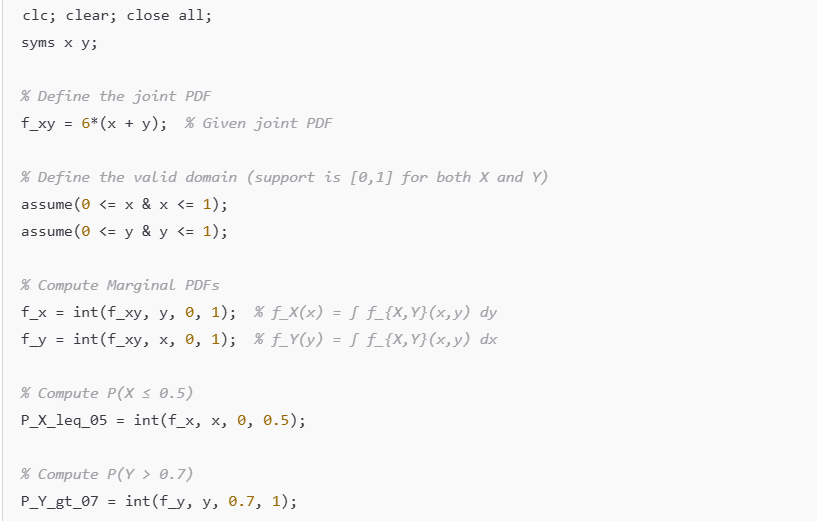 clc; clear; close all;
syms x y;
% Define the joint PDF
f_xy = 6*(x + y);  % Given joint PDF
% Define the valid domain (support is [0,1] for both X and Y)
assume(0 <= x & x <= 1);
assume(0 <= y & y <= 1);
% Compute Marginal PDFs
f_x = int(f_xy, y, 0, 1);  % f_X(x) = ∫ f_{X,Y}(x,y) dy
f_y = int(f_xy, x, 0, 1);  % f_Y(y) = ∫ f_{X,Y}(x,y) dx
% Compute P(X ≤ 0.5)
P_X_leq_05 = int(f_x, x, 0, 0.5);
% Compute P(Y > 0.7)
P_Y_gt_07 = int(f_y, y, 0.7, 1);